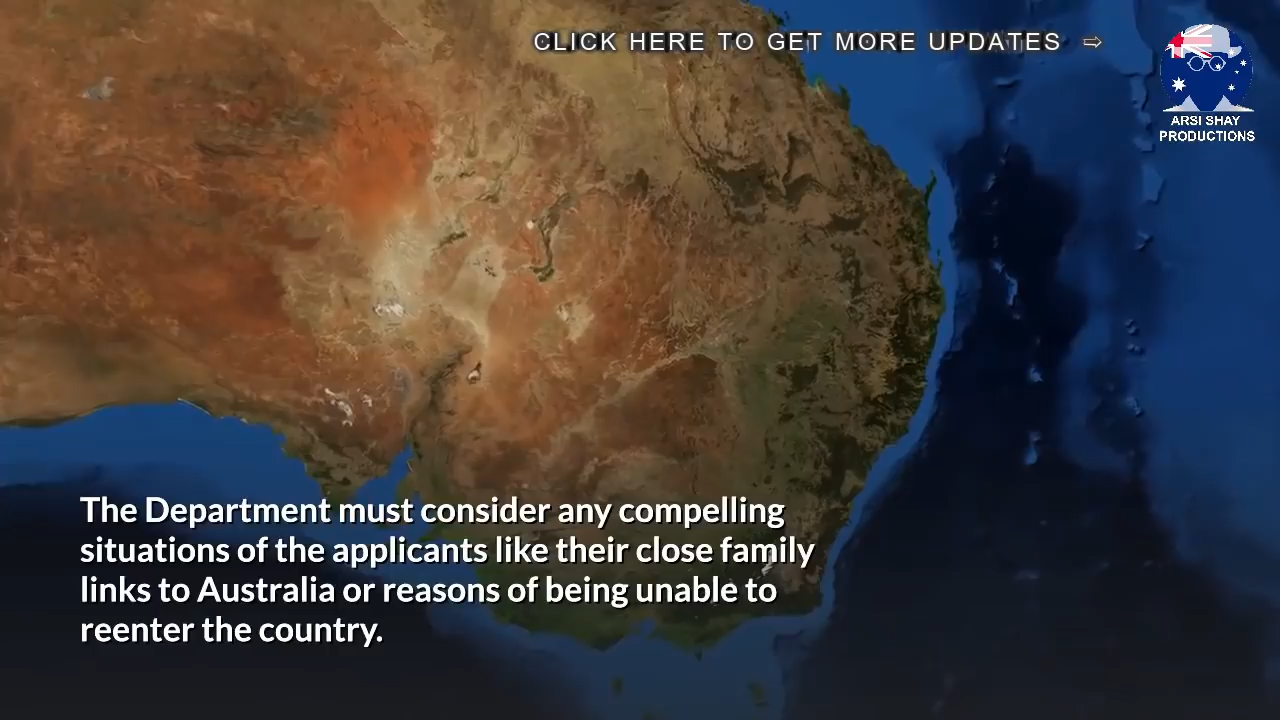 CLICK HERE TO GET MORE UPDATES ⇨
ARSI SHAY
PRODUCTIONS
The Department must consider any compelling
situations of the applicants like their close family
links to Australia or reasons of being unable to
reenter the country.